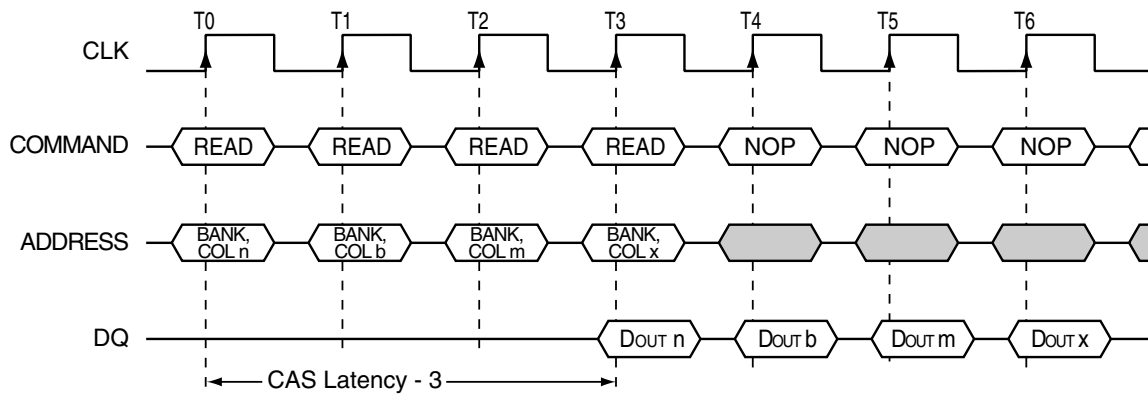 T0 T1 T2 T3 T4 T5 T6
CLK
COMMAND READ READ READ READ NOP NOP NOP
ADDRESS BANK, COL n BANK, COL b BANK, COL m BANK, COL x
DQ DOUT n DOUT b DOUT m DOUT x
CAS Latency - 3